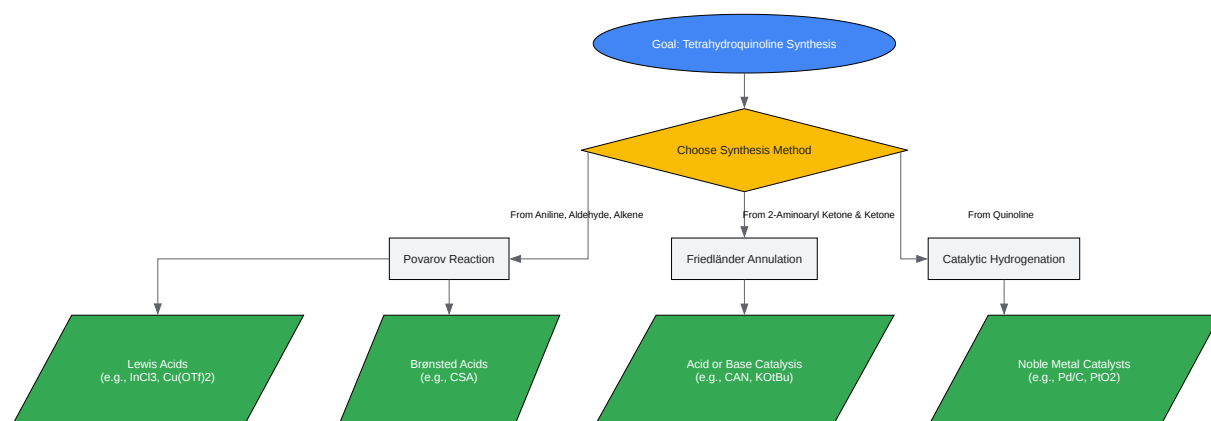 Goal: Tetrahydroquinoline Synthesis
Choose Synthesis Method
From Aniline, Aldehyde, Alkene
From 2-Aminoaryl Ketone & Ketone
From Quinoline
Povarov Reaction
Friedländer Annulation
Catalytic Hydrogenation
Lewis Acids
(e.g., InCl3, Cu(OTf)2)
Brønsted Acids
(e.g., CSA)
Acid or Base Catalysis
(e.g., CAN, KOtBu)
Noble Metal Catalysts
(e.g., Pd/C, PtO2)